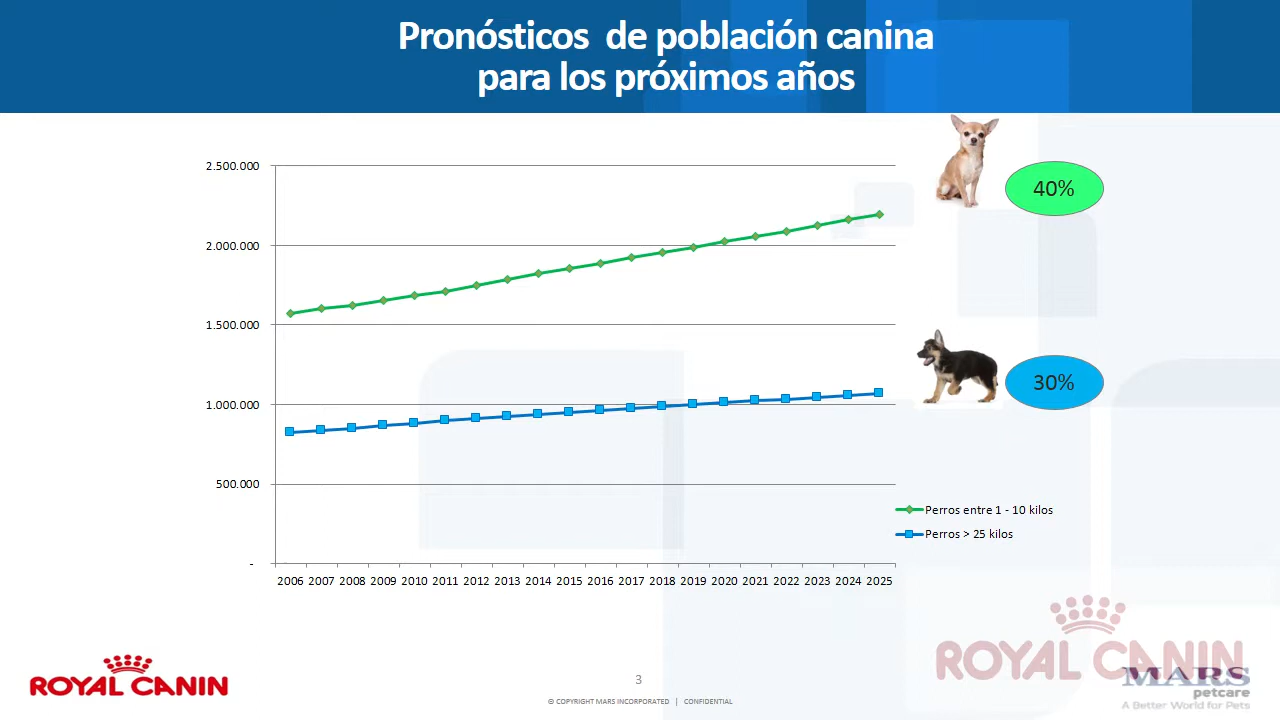 Pronósticos de población canina
para los próximos años
2.500.000
2.000.000
1.500.000
1.000.000
500.000
-
2006 2007 2008 2009 2010 2011 2012 2013 2014 2015 2016 2017 2018 2019 2020 2021 2022 2023 2024 2025
40%
30%
Perros entre 1 - 10 kilos
Perros > 25 kilos
ROYAL CANIN
3
© COPYRIGHT MARS INCORPORATED | CONFIDENTIAL
ROYAL CANIN
MARS
petcare
A Better World for Pets